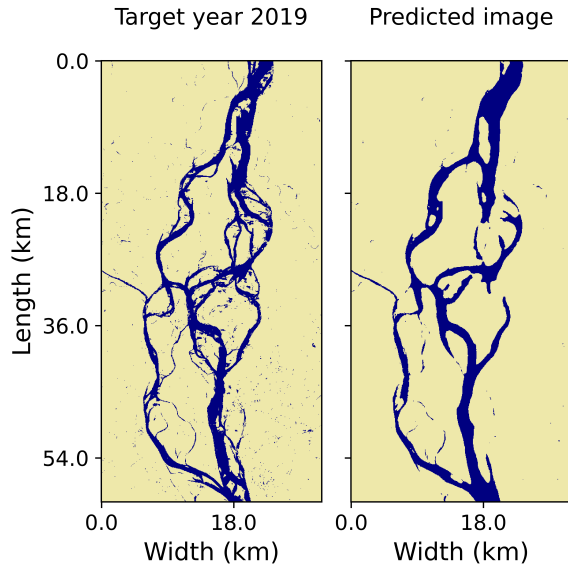 Target year 2019
Predicted image
0.0
18.0
36.0
54.0
Length (km)
0.0
18.0
0.0
18.0
Width (km)
Width (km)